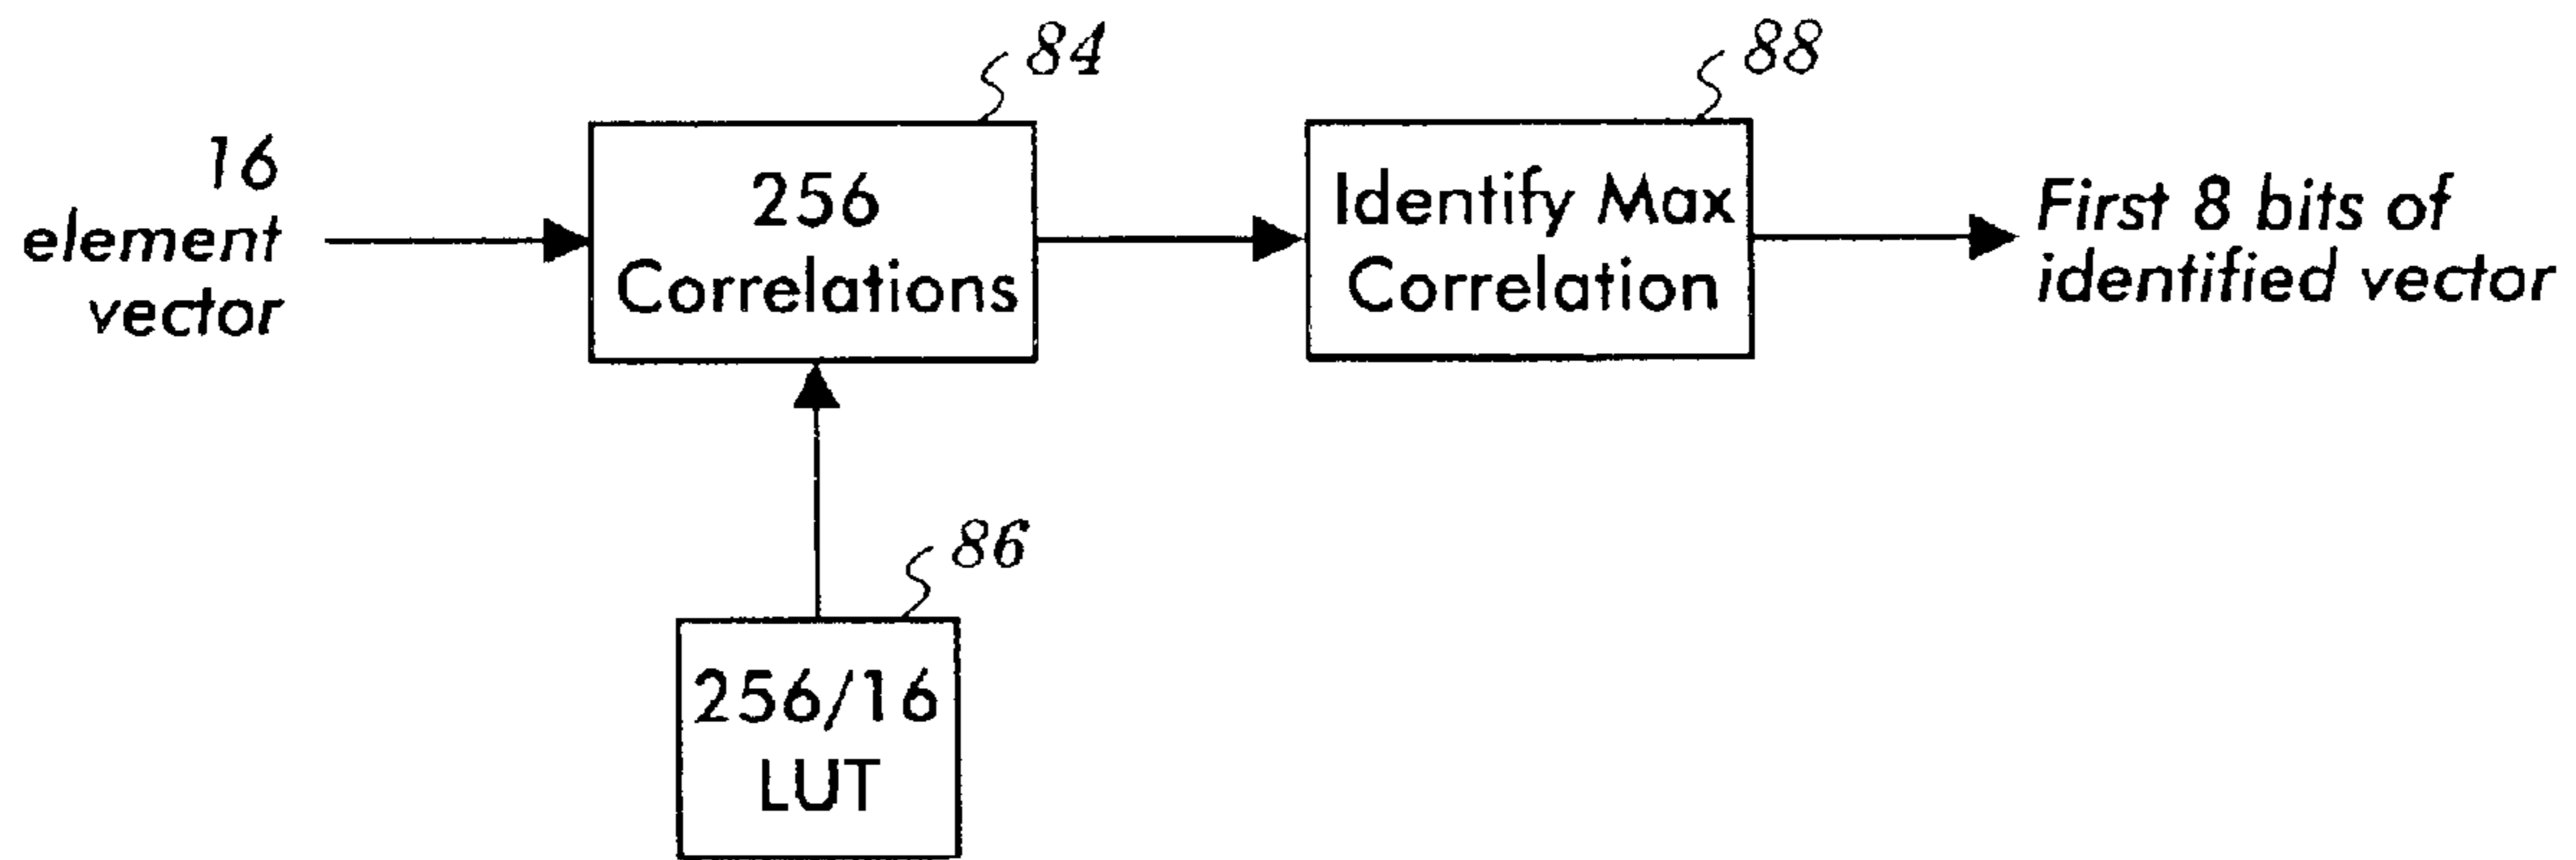 84
88
16
element
vector
256
Correlations
Identify Max
Correlation
First 8 bits of
identified vector
86
256/16
LUT